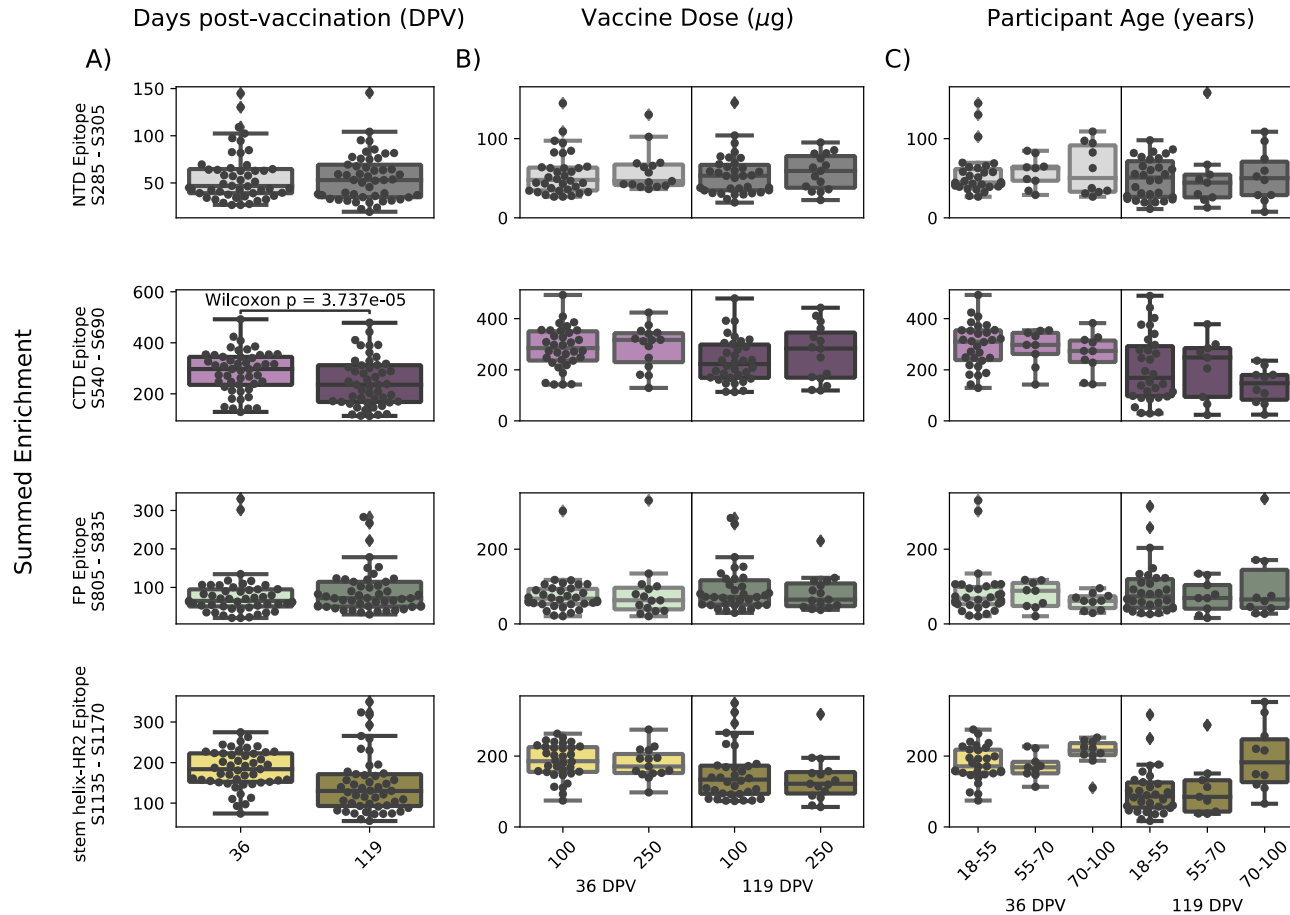 Days post-vaccination (DPV)
Vaccine Dose (μg)
Participant Age (years)
A)
B)
C)
Summed Enrichment
NTD Epitope
S285 - S305
150
100
50
100
0
100
0
CTD Epitope
S540 - S690
600
400
200
Wilcoxon p = 3.737e-05
400
200
0
400
200
0
FP Epitope
S805 - S835
300
200
100
200
0
200
0
stem helix-HR2 Epitope
S1135 - S1170
300
200
100
200
0
200
0
36
119
100
250
100
250
36 DPV
119 DPV
18-55
55-70
70-100
18-55
55-70
70-100
36 DPV
119 DPV